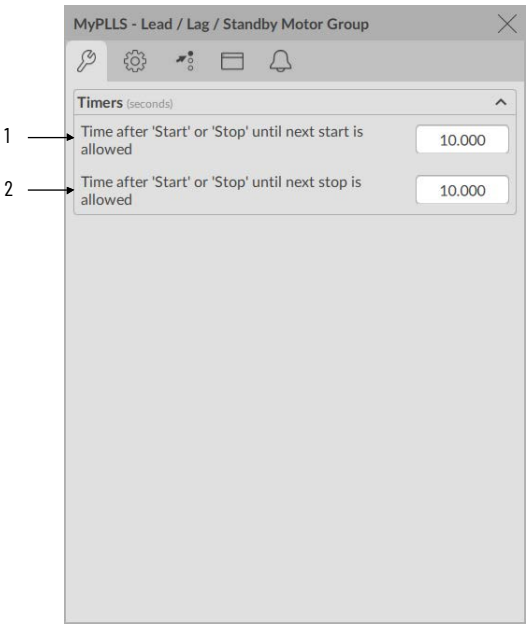 MyPLLS - Lead / Lag / Standby Motor Group
Timers (seconds)
1
Time after 'Start' or 'Stop' until next start is
allowed
10.000
2
Time after 'Start' or 'Stop' until next stop is
allowed
10.000